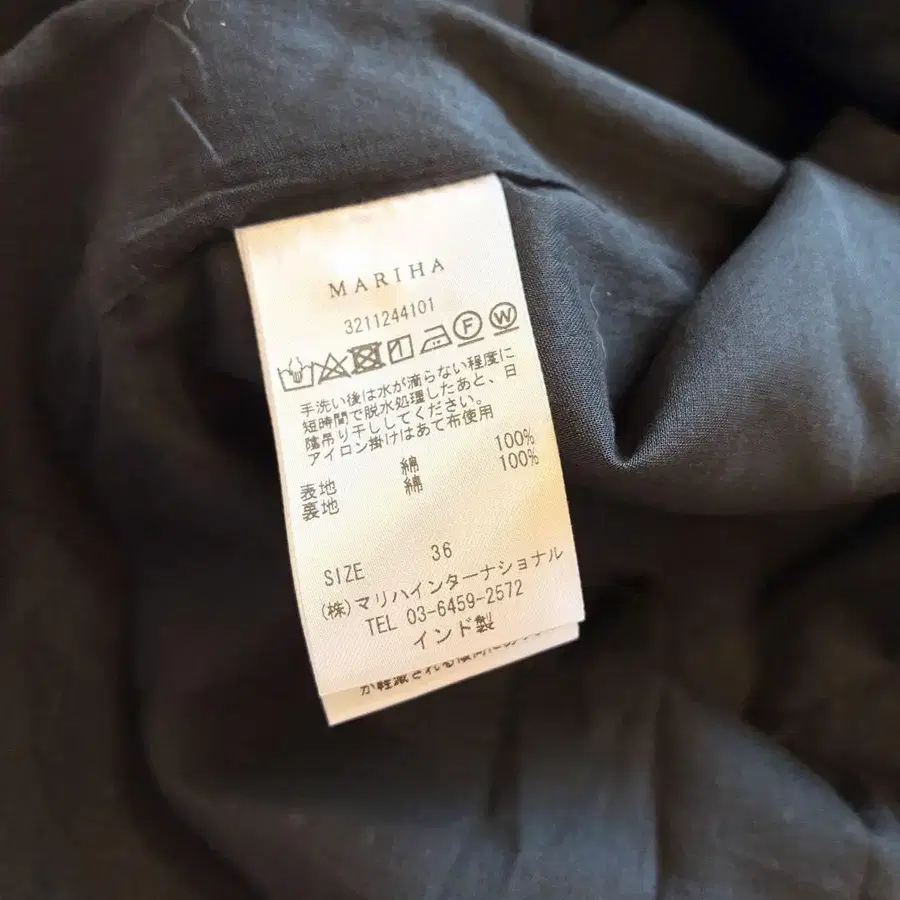 MARIHA
3211244101
F W
手洗い後は水が滴らない程度に
短時間で脱水処理したあと、日
陰吊り干ししてください。
アイロン掛けはあて布使用
表地 綿 100%
裏地 綿 100%
SIZE 36
(株)マリハインターナショナル
TEL 03-6459-2572
インド製